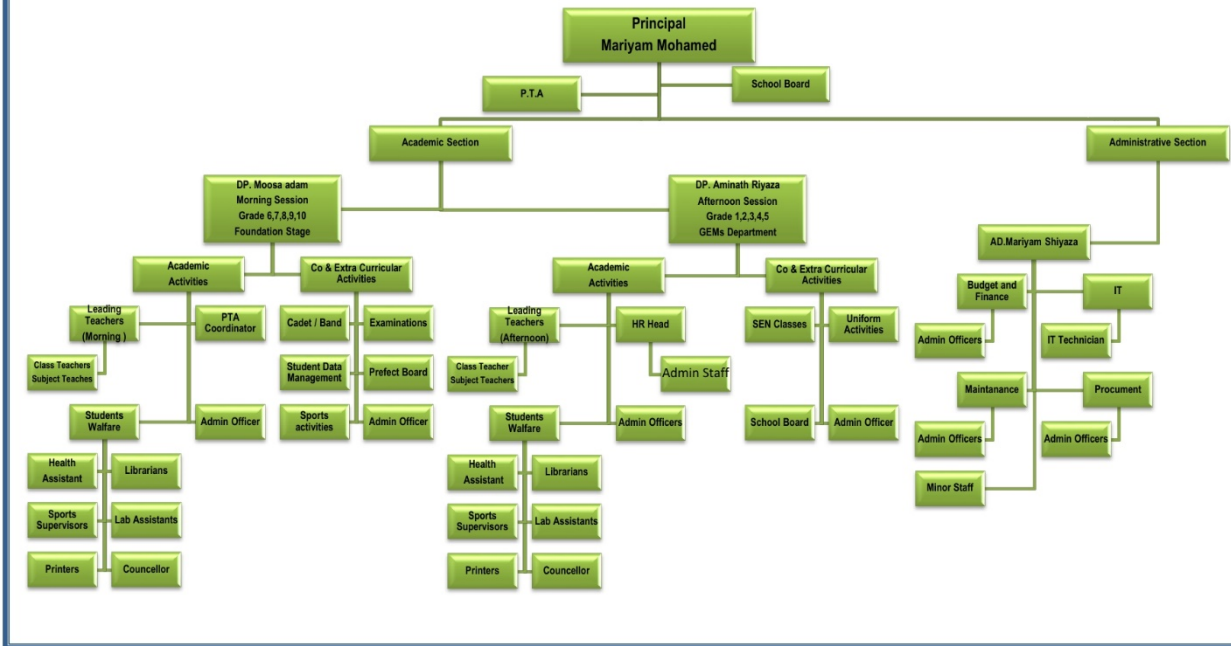 Principal
Mariyam Mohamed
School Board
P.T.A
Academic Section
Administrative Section
DP. Moosa adam
Morning Session
Grade 6,7,8,9,10
Foundation Stage
DP. Aminath Riyaza
Afternoon Session
Grade 1,2,3,4,5
GEMs Department
AD.Mariyam Shiyaza
Academic
Activities
Co & Extra Curricular
Activities
Academic
Activities
Co & Extra Curricular
Activities
Budget and
Finance
IT
Leading
Teachers
(Morning )
PTA
Coordinator
Cadet / Band
Examinations
Leading
Teachers
(Afternoon)
HR Head
SEN Classes
Uniform
Activities
Admin Officers
IT Technician
Class Teachers
Subject Teaches
Student Data
Management
Prefect Board
Class Teacher
Subject Teachers
Admin Staff
Maintanance
Procument
Students
Walfare
Admin Officer
Sports
activities
Admin Officer
Students
Walfare
Admin Officers
School Board
Admin Officer
Admin Officers
Admin Officers
Health
Assistant
Librarians
Health
Assistant
Librarians
Minor Staff
Sports
Supervisors
Lab Assistants
Sports
Supervisors
Lab Assistants
Printers
Councellor
Printers
Councellor